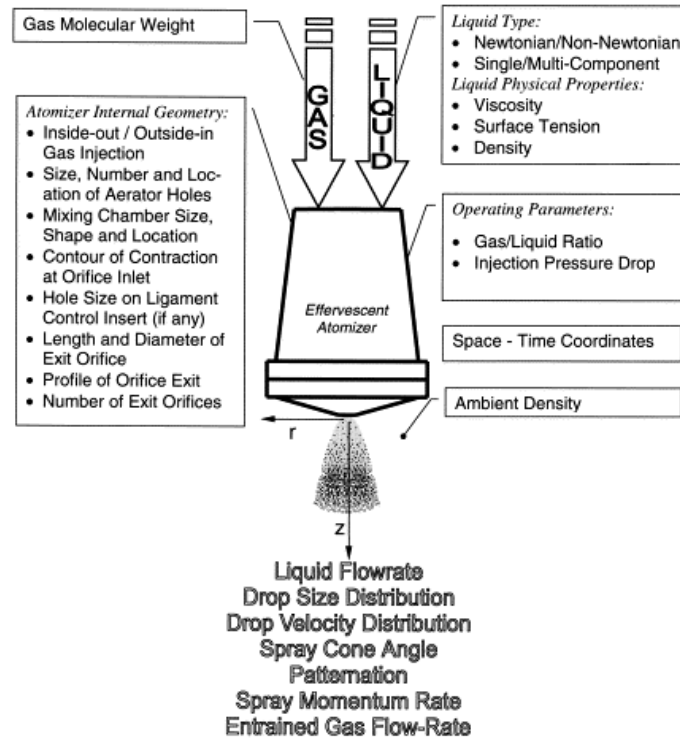 Gas Molecular Weight
GAS
LIQUID
Liquid Type:
• Newtonian/Non-Newtonian
• Single/Multi-Component
Liquid Physical Properties:
• Viscosity
• Surface Tension
• Density
Atomizer Internal Geometry:
• Inside-out / Outside-in
Gas Injection
• Size, Number and Loc-
ation of Aerator Holes
• Mixing Chamber Size,
Shape and Location
• Contour of Contraction
at Orifice Inlet
• Hole Size on Ligament
Control Insert (if any)
• Length and Diameter of
Exit Orifice
• Profile of Orifice Exit
• Number of Exit Orifices
Operating Parameters:
• Gas/Liquid Ratio
• Injection Pressure Drop
Effervescent
Atomizer
Space - Time Coordinates
Ambient Density
r
z
Liquid Flowrate
Drop Size Distribution
Drop Velocity Distribution
Spray Cone Angle
Patternation
Spray Momentum Rate
Entrained Gas Flow-Rate